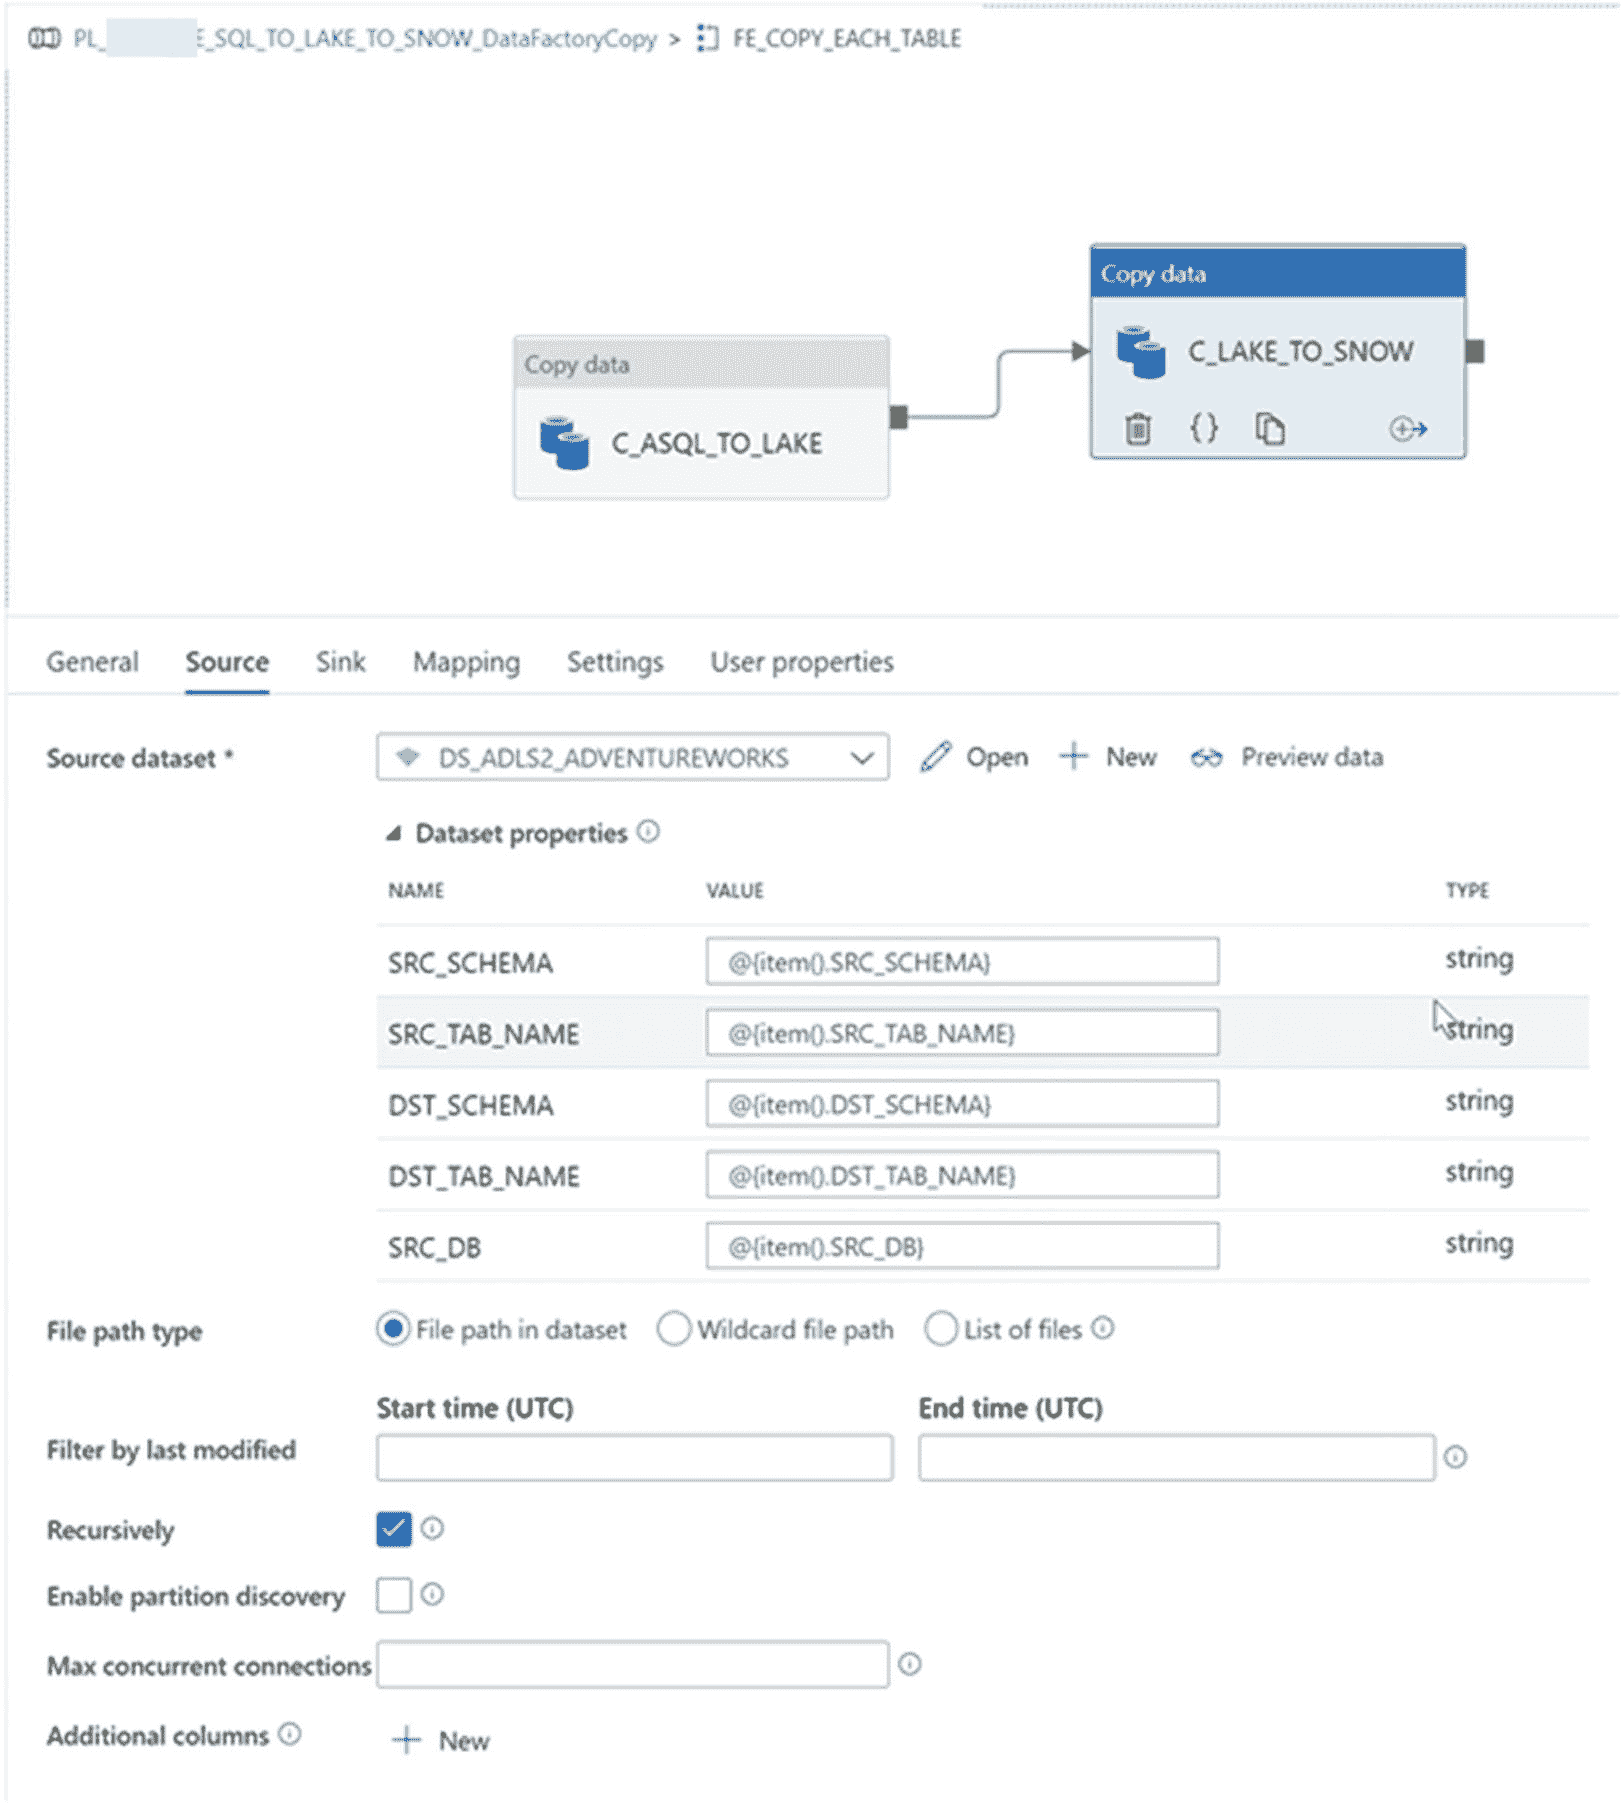 PL_ E_SQL_TO_LAKE_TO_SNOW_DataFactoryCopy > FE_COPY_EACH_TABLE
Copy data
C_LAKE_TO_SNOW
Copy data
C_ASQL_TO_LAKE
General Source Sink Mapping Settings User properties
Source dataset * DS_ADLS2_ADVENTUREWORKS Open New Preview data
Dataset properties
NAME VALUE TYPE
SRC_SCHEMA @{item().SRC_SCHEMA} string
SRC_TAB_NAME @{item().SRC_TAB_NAME} string
DST_SCHEMA @{item().DST_SCHEMA} string
DST_TAB_NAME @{item().DST_TAB_NAME} string
SRC_DB @{item().SRC_DB} string
File path type File path in dataset Wildcard file path List of files
Start time (UTC) End time (UTC)
Filter by last modified
Recursively
Enable partition discovery
Max concurrent connections
Additional columns New